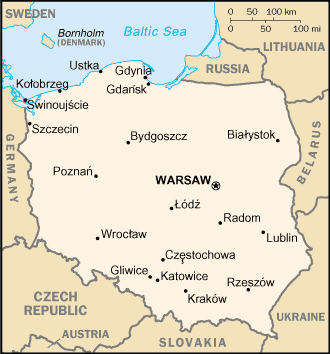 SWEDEN
0 50 100 km
0 50 100 mi
Bornholm
(DENMARK)
Baltic Sea
LITHUANIA
Ustka
Gdynia
RUSSIA
Kołobrzeg
Gdańsk
Świnoujście
Szczecin
Bydgoszcz
Białystok
GERMANY
BELARUS
Poznań
WARSAW
Łódź
Radom
Wrocław
Lublin
Częstochowa
Gliwice
Katowice
Rzeszów
Kraków
CZECH
REPUBLIC
UKRAINE
AUSTRIA
SLOVAKIA